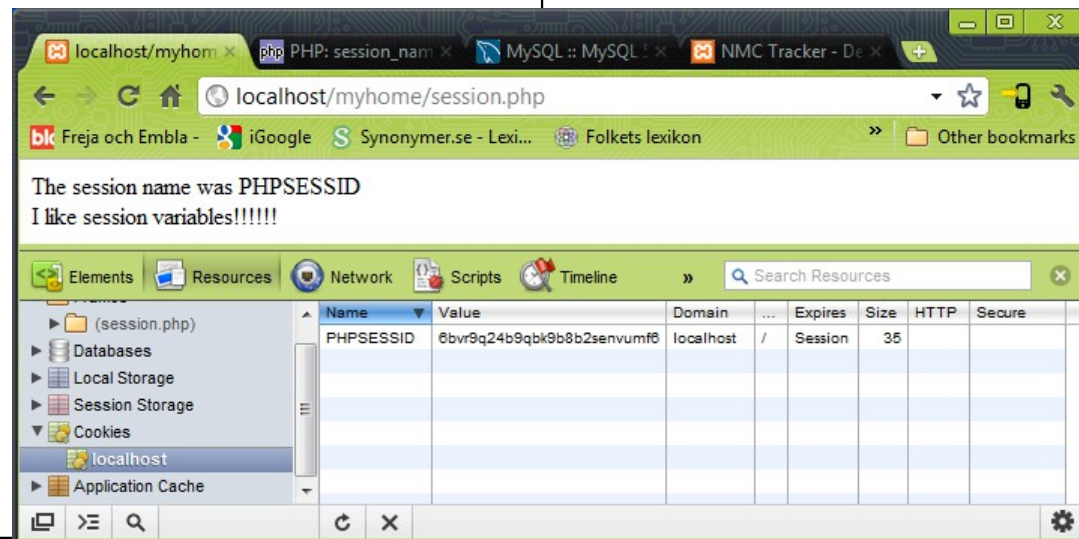 localhost/myhom
PHP: session_nam
MySQL :: MySQL
NMC Tracker - De
localhost/myhome/session.php
Freja och Embla -
iGoogle
Synonymer.se - Lexi...
Folkets lexikon
»
Other bookmarks
The session name was PHPSESSID
I like session variables!!!!!!
Elements
Resources
Network
Scripts
Timeline
»
Search Resources
(session.php)
Databases
Local Storage
Session Storage
Cookies
localhost
Application Cache
Name Value Domain ... Expires Size HTTP Secure
PHPSESSID 6bvr9q24b9qbk9b8b2senvumf6 localhost / Session 35